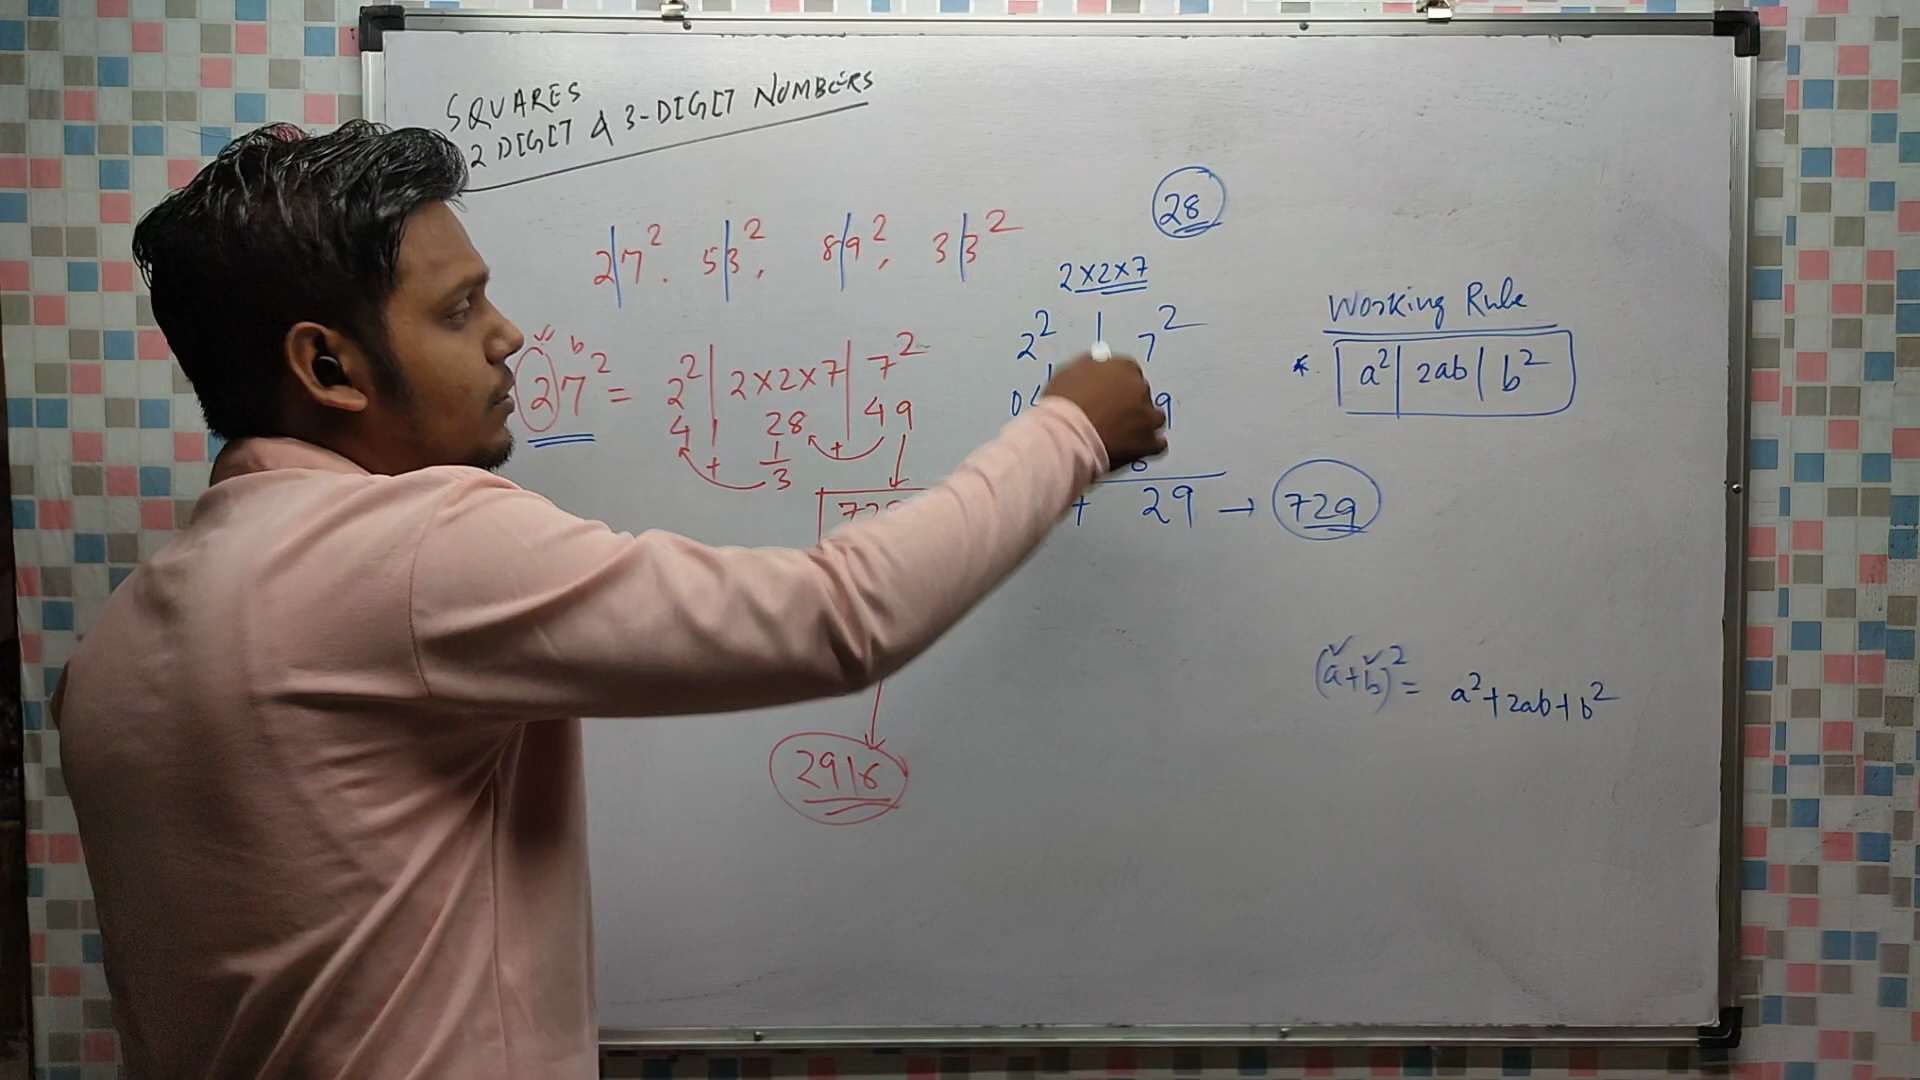 SQUARES
2 DIGIT & 3-DIGIT NUMBERS
2|7². 5|3², 8|9², 3|3²
28
2×2×7
2² | 7²
Working Rule
* |a²|2ab|b²
a b
27² = 2²|2×2×7|7²
4 | 28 | 49
+ 1 +
3
+ 29 → 729
(a+b)² = a²+2ab+b²
2916